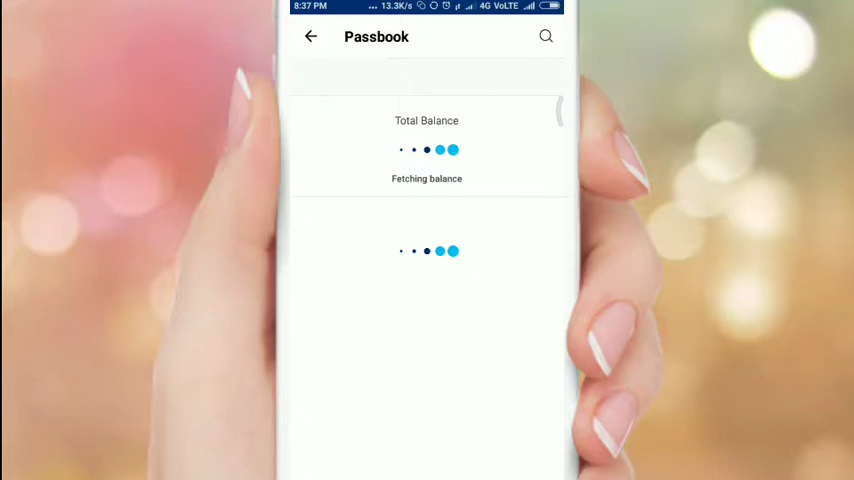 8:37 PM ... 13.3K/s 4G VoLTE
Passbook
Total Balance
Fetching balance